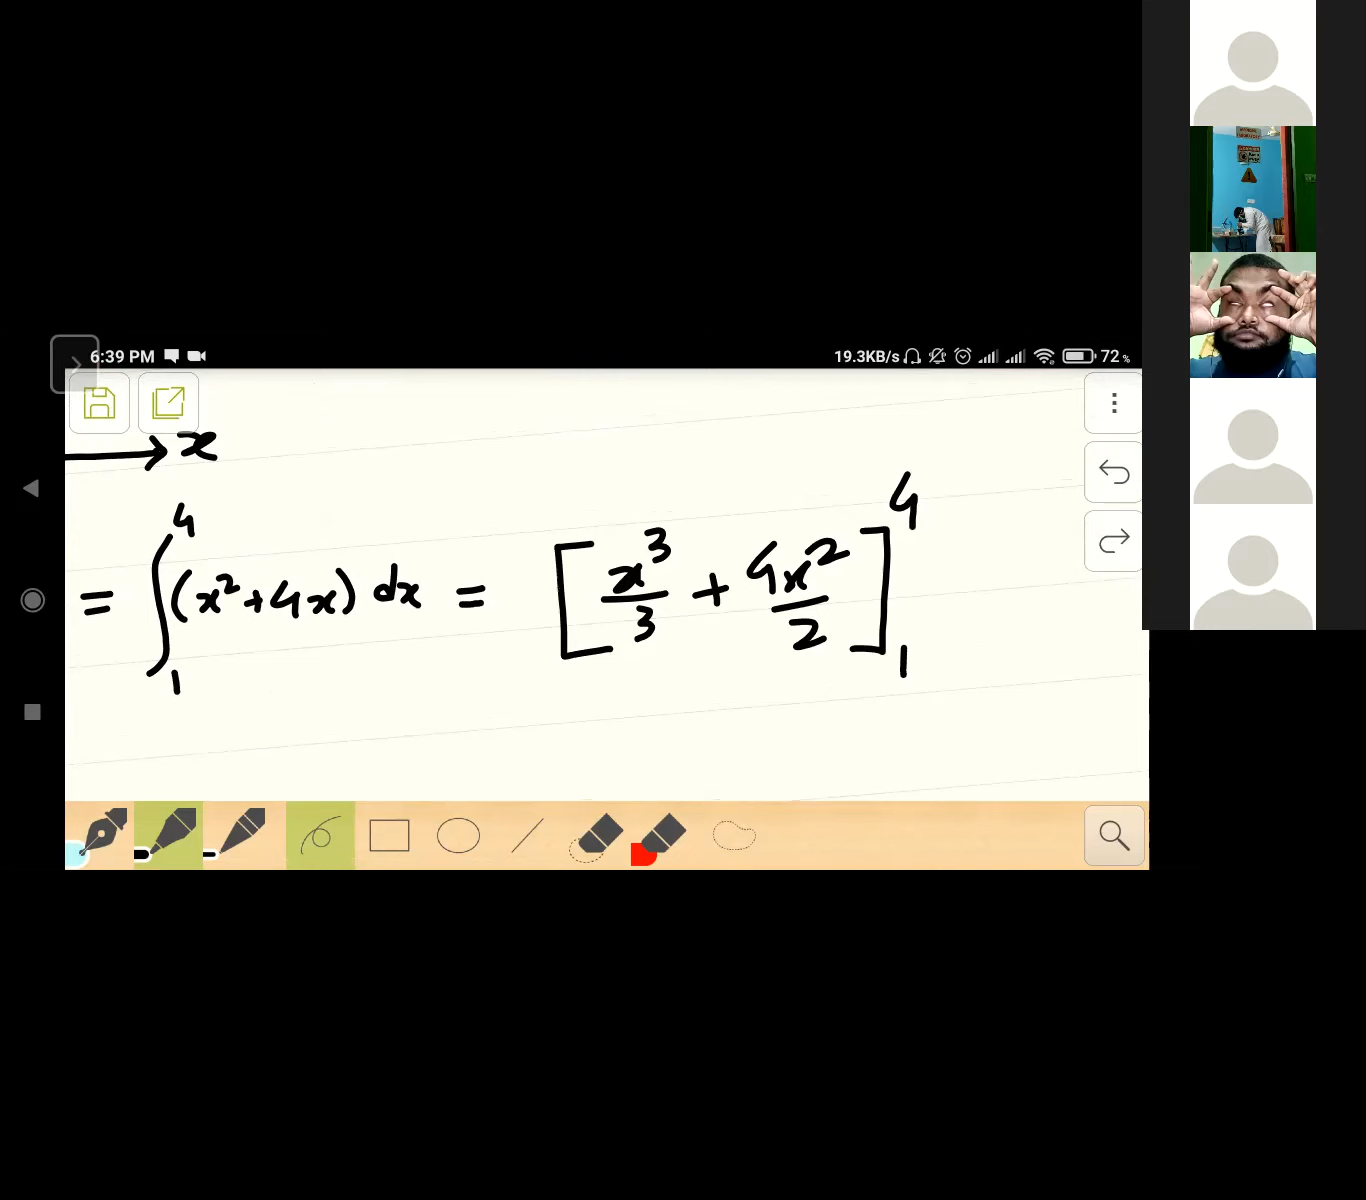 6:39 PM 19.3KB/s 72%
x
= ∫₁⁴ (x² + 4x) dx = [x³/3 + 4x²/2]₁⁴